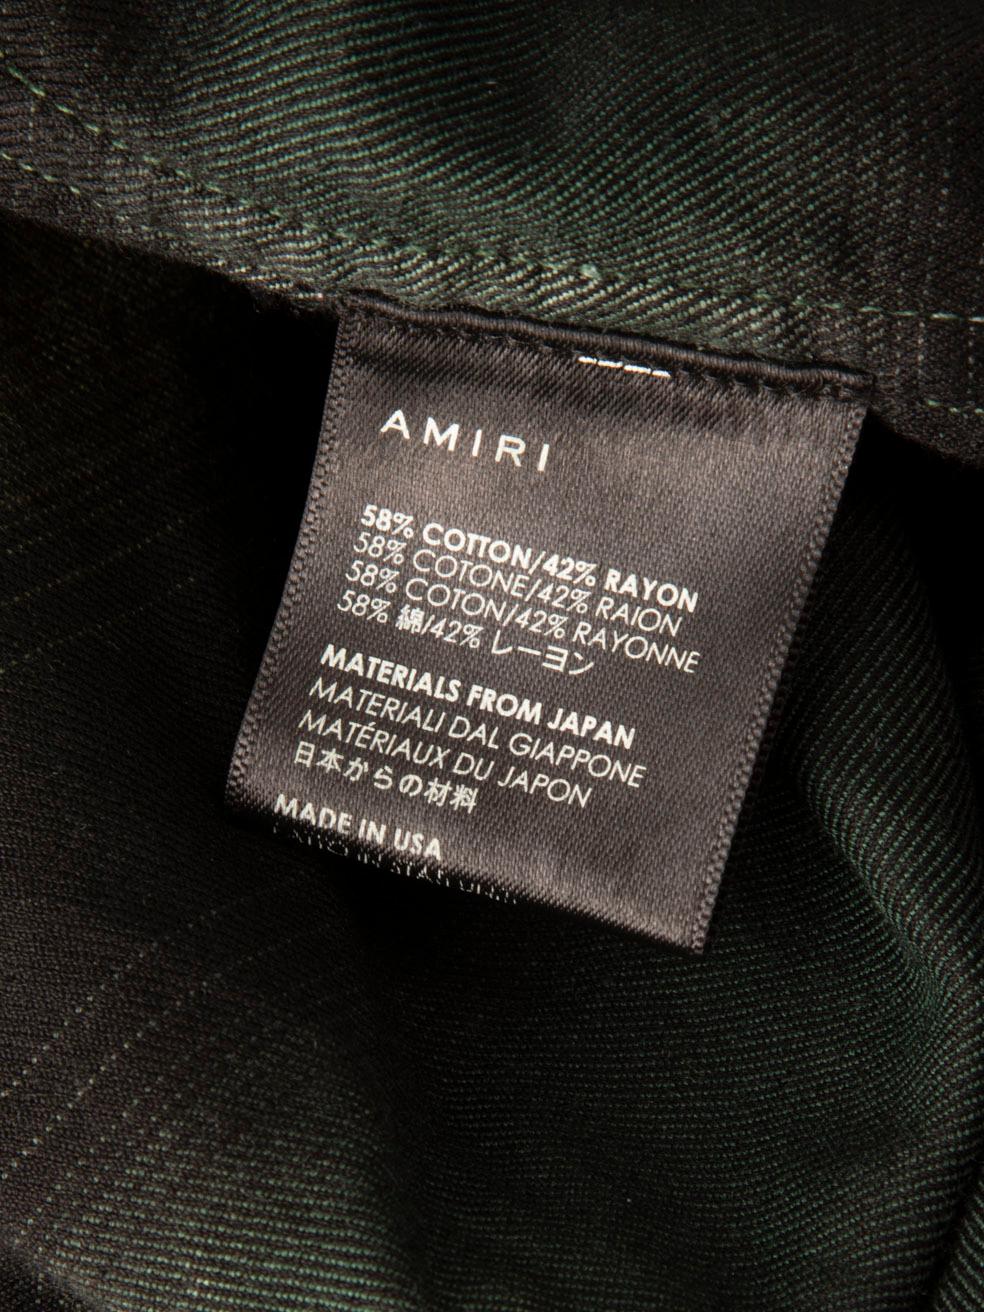 AMIRI
58% COTTON/42% RAYON
58% COTONE/42% RAION
58% COTON/42% RAYONNE
58% 綿/42% レーヨン
MATERIALS FROM JAPAN
MATERIALI DAL GIAPPONE
MATÉRIAUX DU JAPON
日本からの材料
MADE IN USA